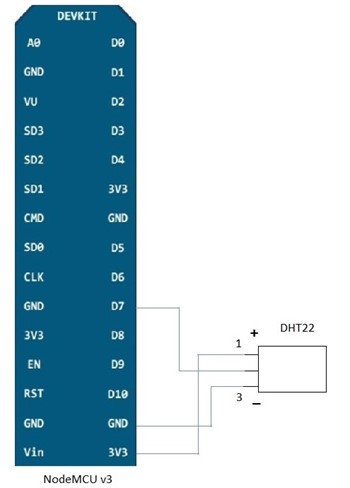 DEVKIT
A0 D0
GND D1
VU D2
SD3 D3
SD2 D4
SD1 3V3
CMD GND
SD0 D5
CLK D6
GND D7
3V3 D8
EN D9
RST D10
GND GND
Vin 3V3
NodeMCU v3
+ DHT22
1
3 −